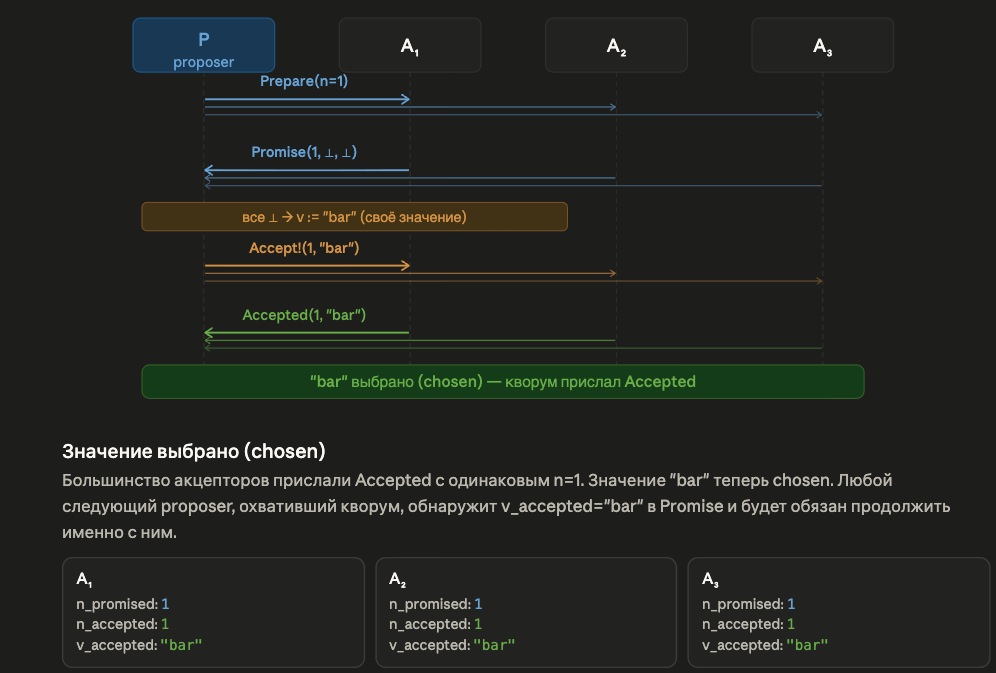 P
proposer
A₁
A₂
A₃
Prepare(n=1)
Promise(1, ⊥, ⊥)
все ⊥ → v := "bar" (своё значение)
Accept!(1, "bar")
Accepted(1, "bar")
"bar" выбрано (chosen) — кворум прислал Accepted
Значение выбрано (chosen)
Большинство акцепторов прислали Accepted с одинаковым n=1. Значение "bar" теперь chosen. Любой
следующий proposer, охвативший кворум, обнаружит v_accepted="bar" в Promise и будет обязан продолжить
именно с ним.
A₁
n_promised: 1
n_accepted: 1
v_accepted: "bar"
A₂
n_promised: 1
n_accepted: 1
v_accepted: "bar"
A₃
n_promised: 1
n_accepted: 1
v_accepted: "bar"